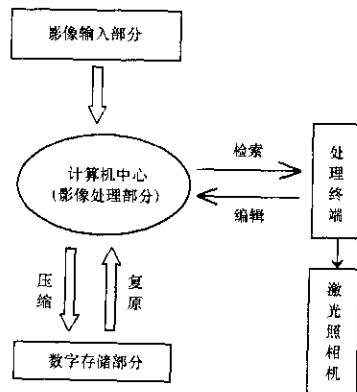 影像输入部分
计算机中心
(影像处理部分)
检索
编辑
处理终端
压缩
复原
激光照相机
数字存储部分